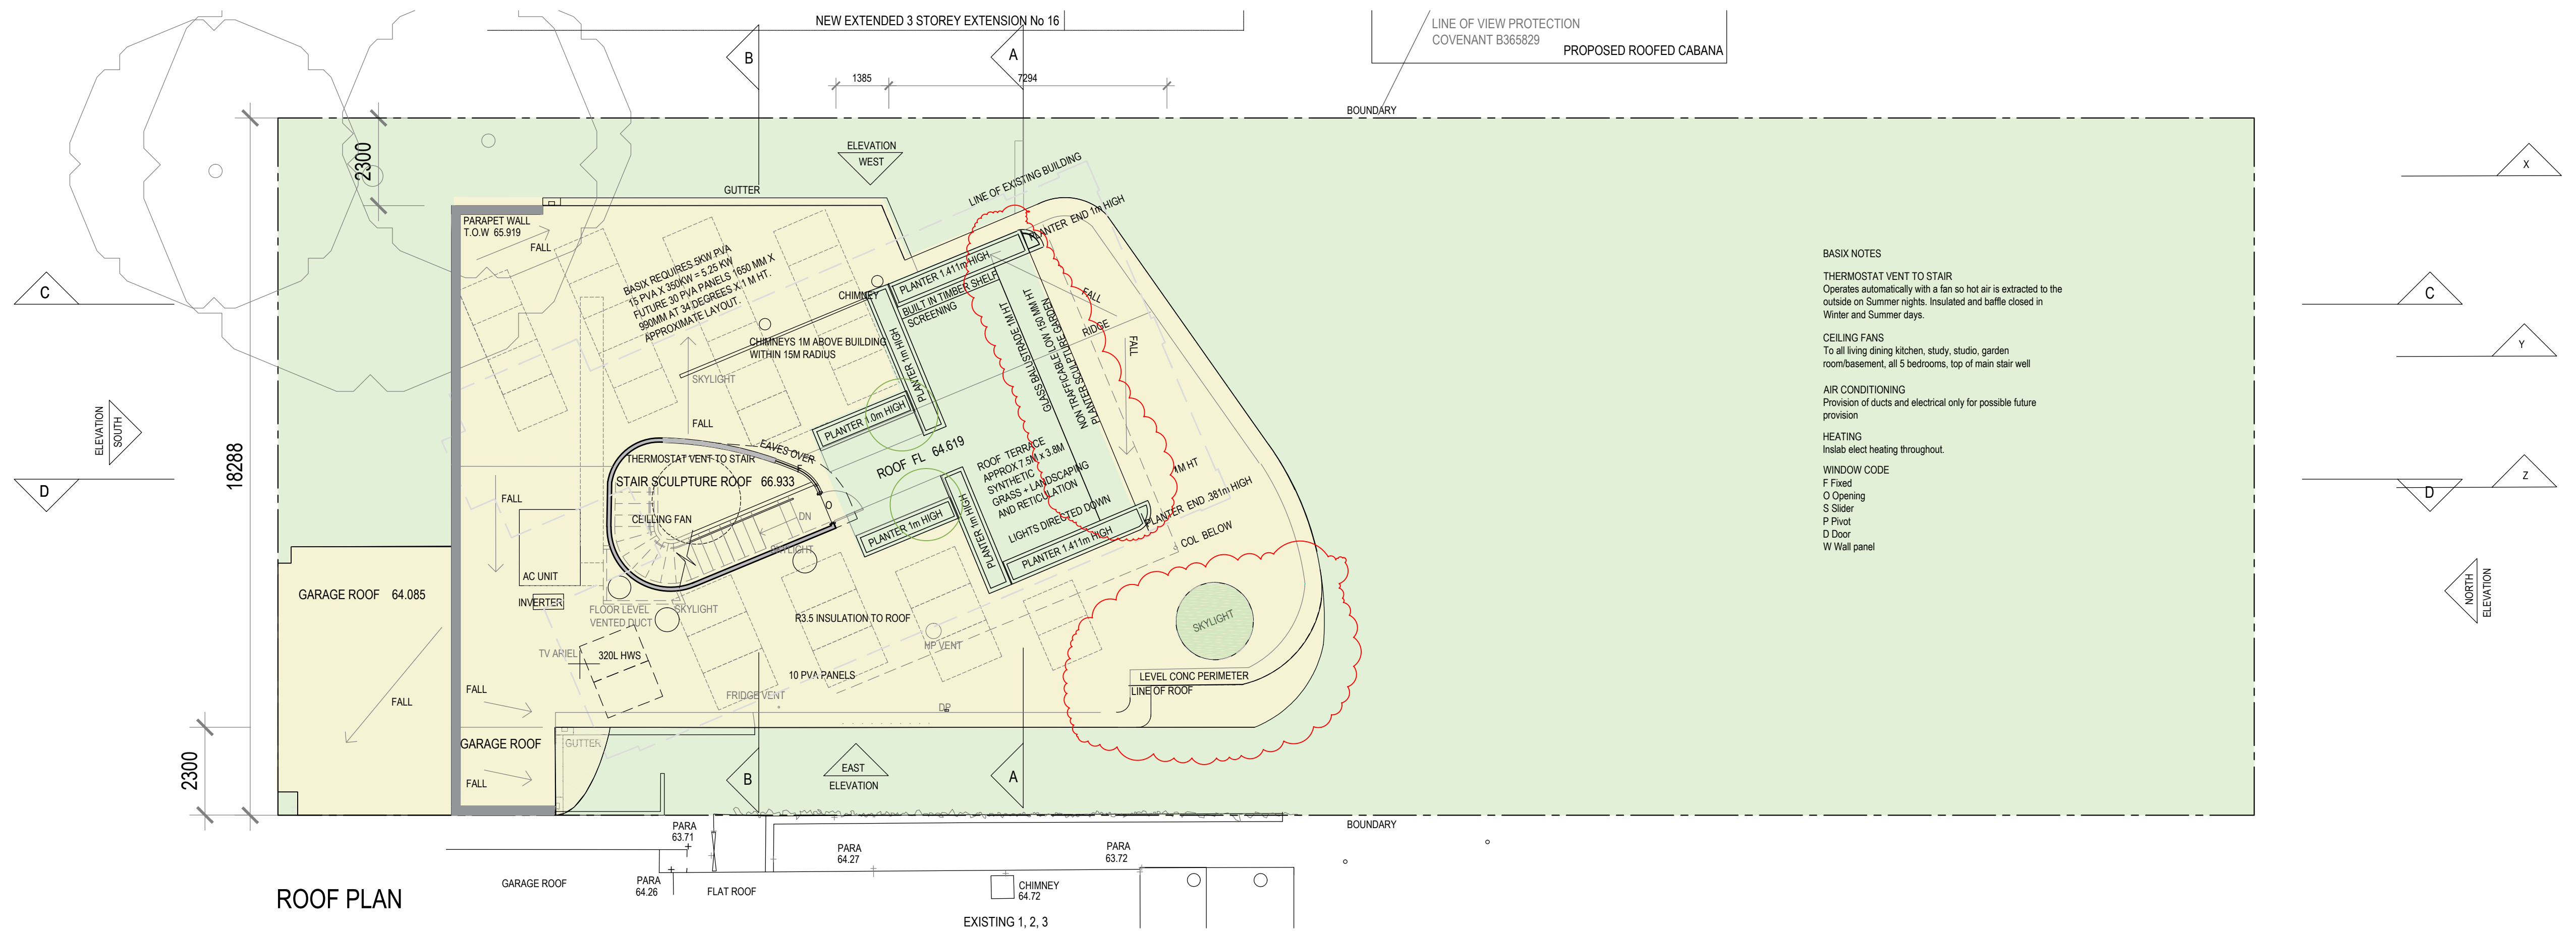 NEW EXTENDED 3 STOREY EXTENSION No 16
LINE OF VIEW PROTECTION
COVENANT B365829
PROPOSED ROOFED CABANA
B
A
1385
7294
BOUNDARY
2300
18288
2300
ELEVATION
WEST
GUTTER
LINE OF EXISTING BUILDING
PARAPET WALL
T.O.W 65.919
FALL
BASIX REQUIRES 5KW PVA
15 PVA X 350KW = 5.25 KW
FUTURE 30 PVA PANELS 1650 MM X
990MM AT 34 DEGREES X 1 M HT.
APPROXIMATE LAYOUT.
CHIMNEY
CHIMNEYS 1M ABOVE BUILDING
WITHIN 15M RADIUS
SKYLIGHT
FALL
PLANTER END 1m HIGH
PLANTER 1.411m HIGH
BUILT IN TIMBER SHELF
SCREENING
PLANTER 1m HIGH
GLASS BALUSTRADE 1M HT
NON TRAFFICABLE LOW 150 MM HT
PLANTER SCULPTURE GARDEN
FALL
RIDGE
FALL
PLANTER 1.0m HIGH
ROOF FL 64.619
ROOF TERRACE
APPROX 7.5M x 3.8M
SYNTHETIC
GRASS + LANDSCAPING
AND RETICULATION
LIGHTS DIRECTED DOWN
PLANTER 1m HIGH
PLANTER 1m HIGH
PLANTER 1.411m HIGH
1M HT
PLANTER END .381m HIGH
COL BELOW
EAVES OVER
F
THERMOSTAT VENT TO STAIR
STAIR SCULPTURE ROOF 66.933
O
CEILLING FAN
DN
SKYLIGHT
FALL
AC UNIT
INVERTER
FLOOR LEVEL
VENTED DUCT
SKYLIGHT
TV ARIEL
320L HWS
R3.5 INSULATION TO ROOF
HP VENT
10 PVA PANELS
FRIDGE VENT
DP
SKYLIGHT
LEVEL CONC PERIMETER
LINE OF ROOF
GARAGE ROOF 64.085
FALL
FALL
GARAGE ROOF
GUTTER
FALL
B
EAST
ELEVATION
A
C
ELEVATION
SOUTH
D
X
C
Y
Z
D
NORTH
ELEVATION
BASIX NOTES
THERMOSTAT VENT TO STAIR
Operates automatically with a fan so hot air is extracted to the
outside on Summer nights. Insulated and baffle closed in
Winter and Summer days.
CEILING FANS
To all living dining kitchen, study, studio, garden
room/basement, all 5 bedrooms, top of main stair well
AIR CONDITIONING
Provision of ducts and electrical only for possible future
provision
HEATING
Inslab elect heating throughout.
WINDOW CODE
F Fixed
O Opening
S Slider
P Pivot
D Door
W Wall panel
BOUNDARY
PARA
63.71
PARA
64.27
PARA
63.72
GARAGE ROOF
PARA
64.26
FLAT ROOF
CHIMNEY
64.72
EXISTING 1, 2, 3
ROOF PLAN